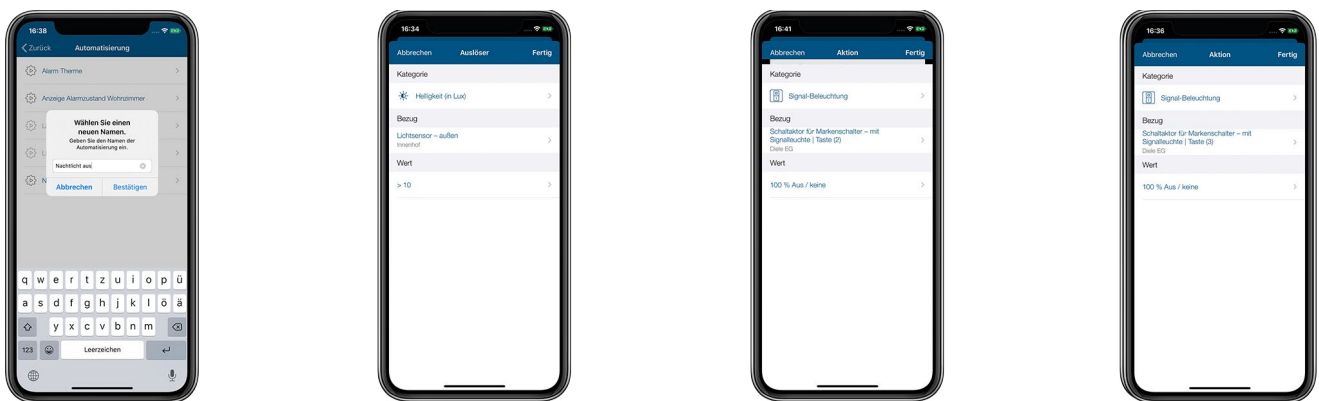 16:38
Zurück Automatisierung
Alarm Therme
Anzeige Alarmzustand Wohnzimmer
L
L
N
Wählen Sie einen
neuen Namen.
Geben Sie den Namen der
Automatisierung ein.
Nachtlicht aus
Abbrechen Bestätigen
q w e r t z u i o p ü
a s d f g h j k l ö ä
y x c v b n m
123 Leerzeichen
16:34
Abbrechen Auslöser Fertig
Kategorie
Helligkeit (in Lux)
Bezug
Lichtsensor – außen
Innenhof
Wert
> 10
16:41
Abbrechen Aktion Fertig
Kategorie
Signal-Beleuchtung
Bezug
Schaltaktor für Markenschalter – mit
Signalleuchte | Taste (2)
Diele EG
Wert
100 % Aus / keine
16:36
Abbrechen Aktion Fertig
Kategorie
Signal-Beleuchtung
Bezug
Schaltaktor für Markenschalter – mit
Signalleuchte | Taste (3)
Diele EG
Wert
100 % Aus / keine